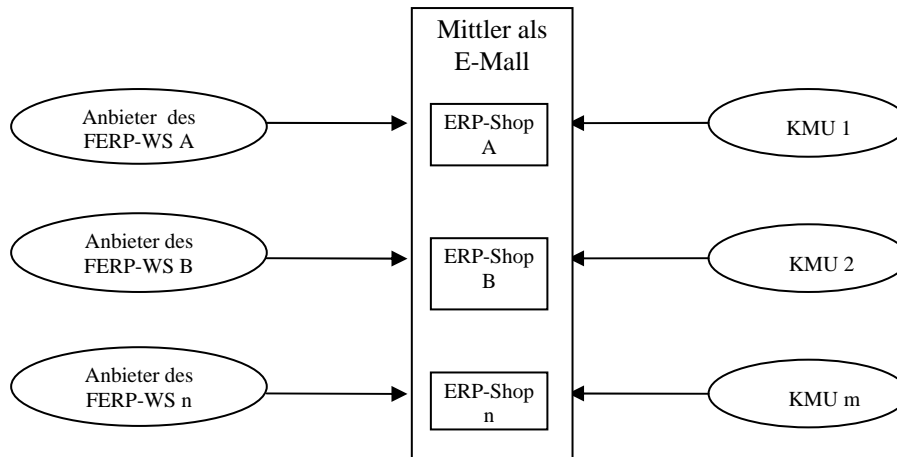 Mittler als
E-Mall
Anbieter des
FERP-WS A
ERP-Shop
A
KMU 1
Anbieter des
FERP-WS B
ERP-Shop
B
KMU 2
Anbieter des
FERP-WS n
ERP-Shop
n
KMU m